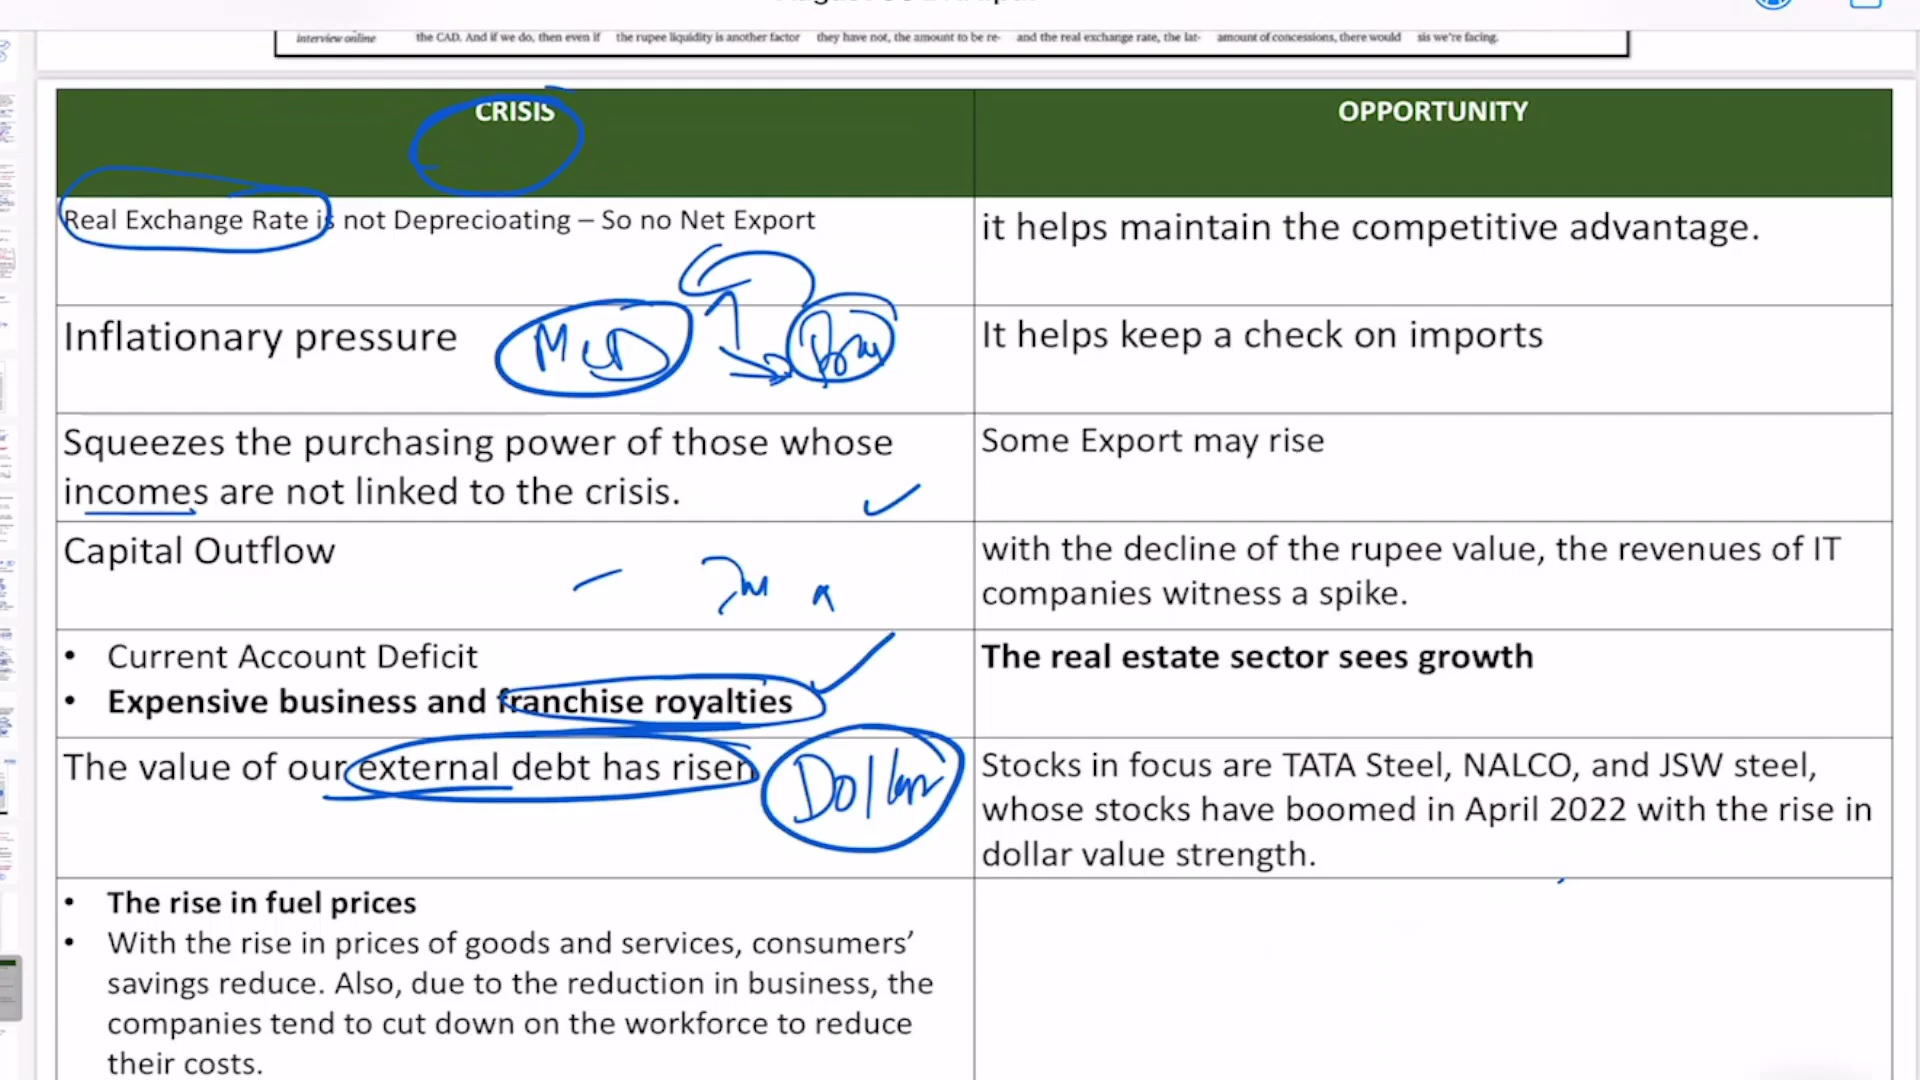 interview online
the CAD. And if we do, then even if
the rupee liquidity is another factor
they have not, the amount to be re-
and the real exchange rate, the lat-
amount of concessions, there would
sis we're facing.
CRISIS
OPPORTUNITY
Real Exchange Rate is not Deprecioating – So no Net Export
it helps maintain the competitive advantage.
Inflationary pressure
McD
It helps keep a check on imports
Squeezes the purchasing power of those whose
incomes are not linked to the crisis.
Some Export may rise
Capital Outflow
with the decline of the rupee value, the revenues of IT
companies witness a spike.
• Current Account Deficit
• Expensive business and franchise royalties
The real estate sector sees growth
The value of our external debt has risen
Dollar
Stocks in focus are TATA Steel, NALCO, and JSW steel,
whose stocks have boomed in April 2022 with the rise in
dollar value strength.
• The rise in fuel prices
• With the rise in prices of goods and services, consumers’
savings reduce. Also, due to the reduction in business, the
companies tend to cut down on the workforce to reduce
their costs.